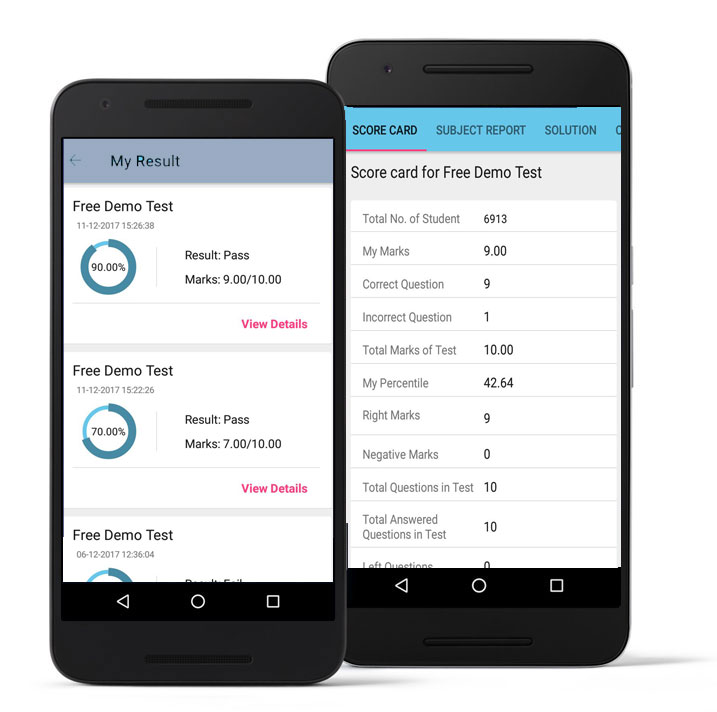 My Result
Free Demo Test
11-12-2017 15:26:38
90.00%
Result: Pass
Marks: 9.00/10.00
View Details
Free Demo Test
11-12-2017 15:22:26
70.00%
Result: Pass
Marks: 7.00/10.00
View Details
Free Demo Test
06-12-2017 12:36:04
Result: Fail
SCORE CARD SUBJECT REPORT SOLUTION
Score card for Free Demo Test
Total No. of Student 6913
My Marks 9.00
Correct Question 9
Incorrect Question 1
Total Marks of Test 10.00
My Percentile 42.64
Right Marks 9
Negative Marks 0
Total Questions in Test 10
Total Answered
Questions in Test 10
Left Questions 0